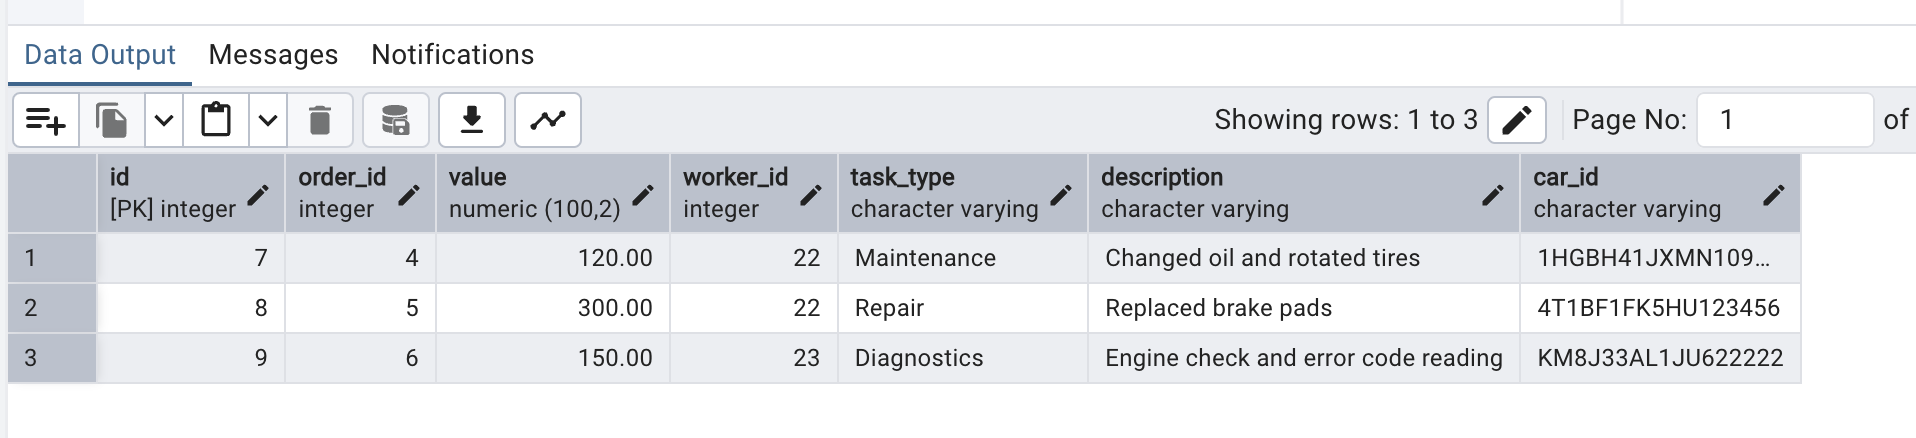 Data Output Messages Notifications
Showing rows: 1 to 3 Page No: 1 of
id order_id value worker_id task_type description car_id
[PK] integer integer numeric (100,2) integer character varying character varying character varying
1 7 4 120.00 22 Maintenance Changed oil and rotated tires 1HGBH41JXMN109...
2 8 5 300.00 22 Repair Replaced brake pads 4T1BF1FK5HU123456
3 9 6 150.00 23 Diagnostics Engine check and error code reading KM8J33AL1JU622222